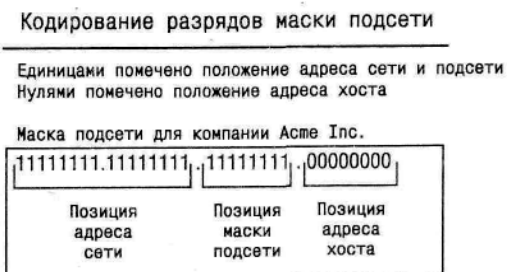 Кодирование разрядов маски подсети
Единицами помечено положение адреса сети и подсети
Нулями помечено положение адреса хоста
Маска подсети для компании Acme Inc.
11111111.11111111.11111111.00000000
Позиция адреса сети
Позиция маски подсети
Позиция адреса хоста